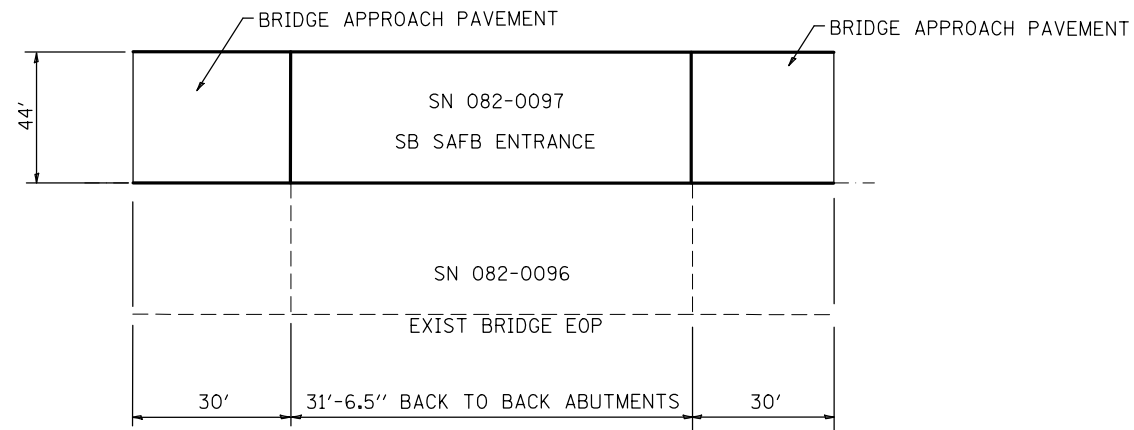 BRIDGE APPROACH PAVEMENT
BRIDGE APPROACH PAVEMENT
44'
SN 082-0097
SB SAFB ENTRANCE
SN 082-0096
EXIST BRIDGE EOP
30'
31'-6.5'' BACK TO BACK ABUTMENTS
30'